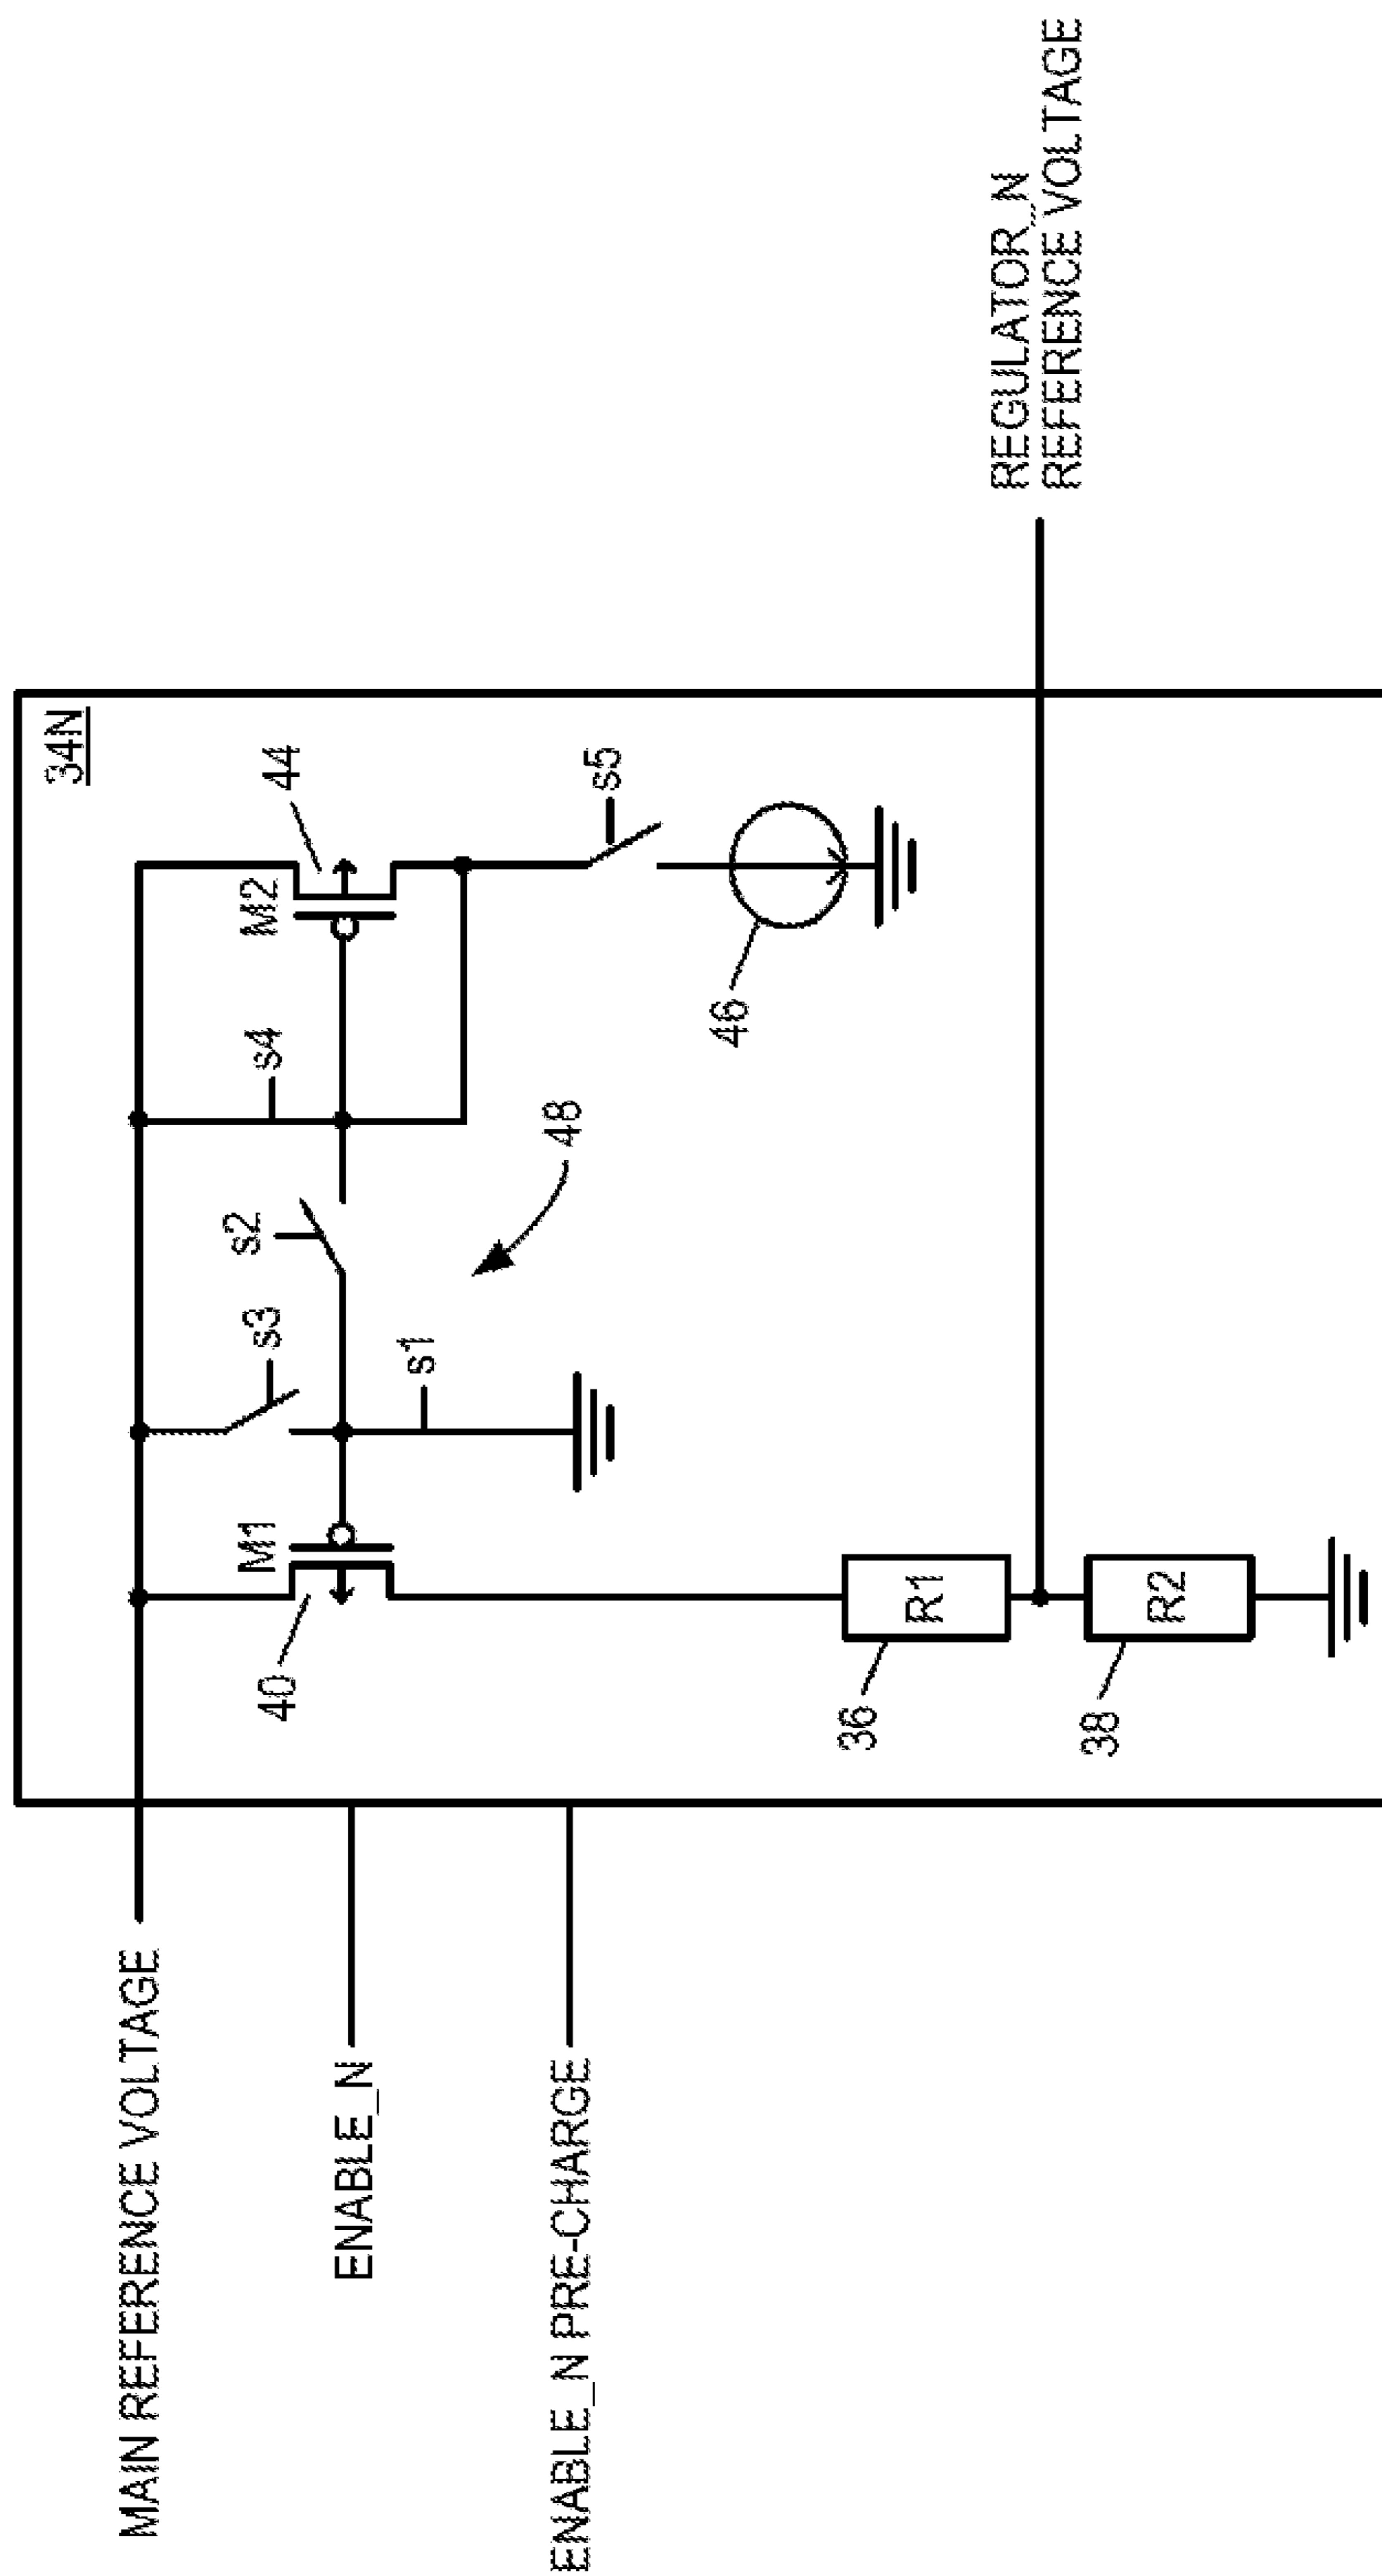 34N
MAIN REFERENCE VOLTAGE
ENABLE_N
ENABLE_N PRE-CHARGE
40
M1
s3
s1
s2
s4
48
M2
44
s5
46
36
R1
38
R2
REGULATOR_N
REFERENCE VOLTAGE